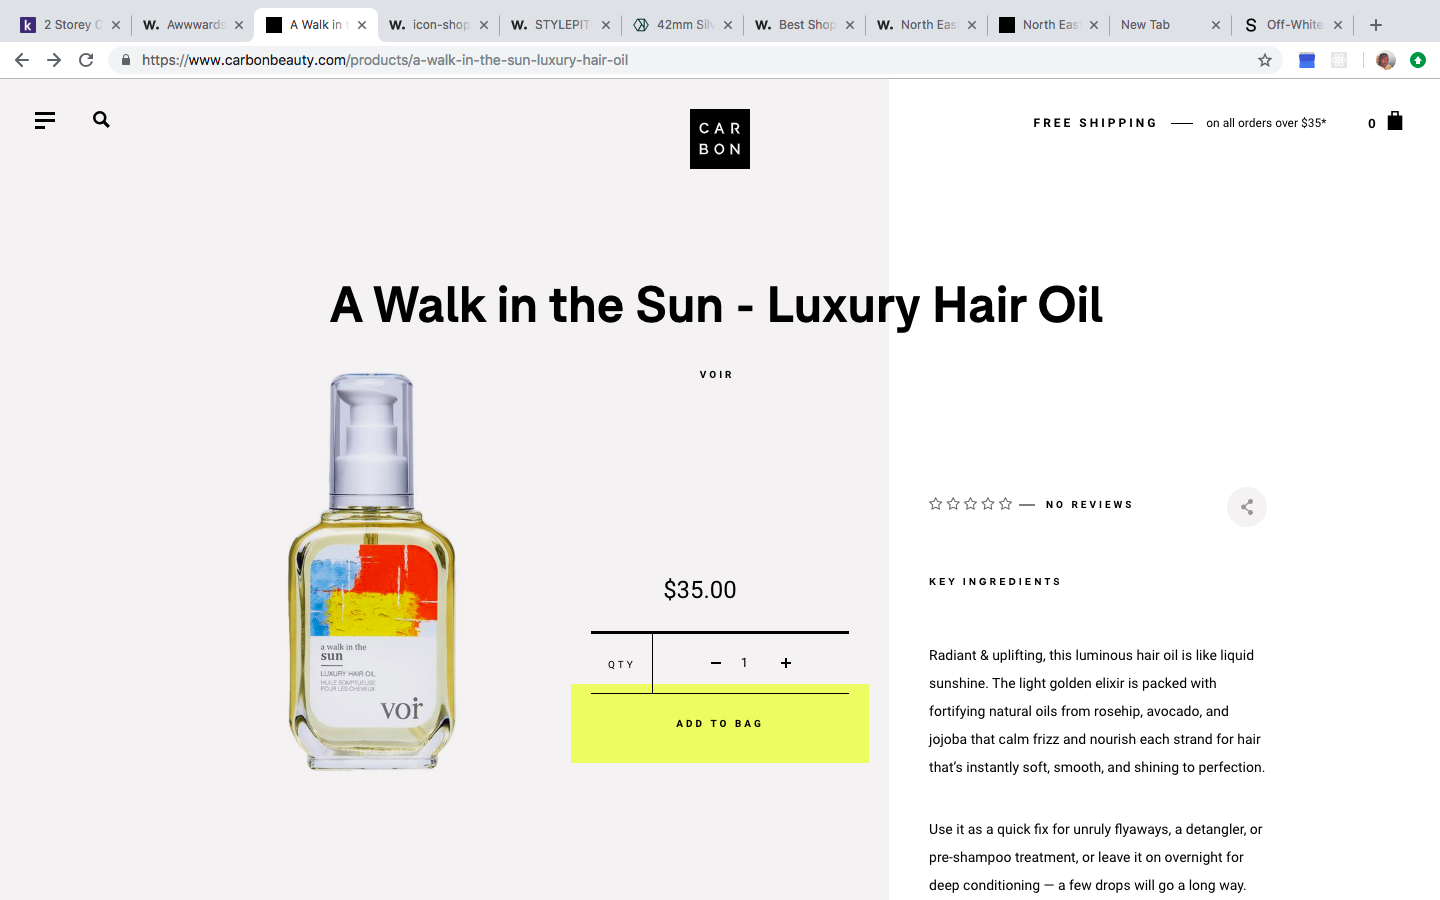 2 Storey C
Awwwards
A Walk in t
icon-shop
STYLEPIT
42mm Silv
Best Shop
North Eas
North Eas
New Tab
Off-White
https://www.carbonbeauty.com/products/a-walk-in-the-sun-luxury-hair-oil
CAR
BON
FREE SHIPPING — on all orders over $35*
0
A Walk in the Sun - Luxury Hair Oil
VOIR
a walk in the
sun
LUXURY HAIR OIL
HUILE SOMPTUEUSE
POUR LES CHEVEUX
voir
$35.00
QTY
1
ADD TO BAG
NO REVIEWS
KEY INGREDIENTS
Radiant & uplifting, this luminous hair oil is like liquid
sunshine. The light golden elixir is packed with
fortifying natural oils from rosehip, avocado, and
jojoba that calm frizz and nourish each strand for hair
that’s instantly soft, smooth, and shining to perfection.
Use it as a quick fix for unruly flyaways, a detangler, or
pre-shampoo treatment, or leave it on overnight for
deep conditioning — a few drops will go a long way.